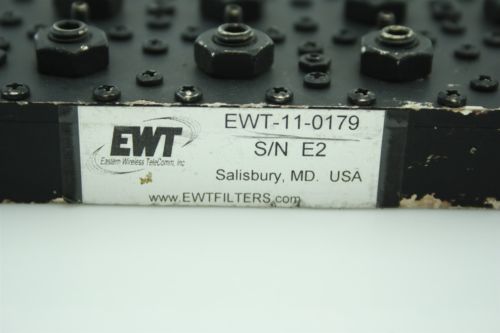 EWT
Eastern Wireless TeleComm, Inc
EWT-11-0179
S/N E2
Salisbury, MD. USA
www.EWTFILTERS.com